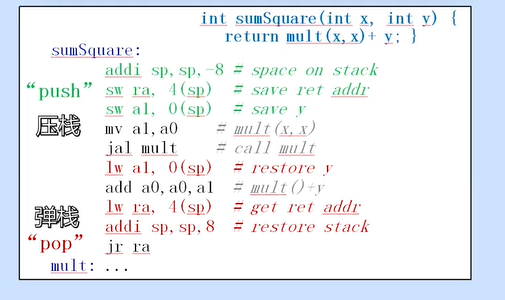 int sumSquare(int x, int y) {
return mult(x,x)+ y; }
sumSquare:
addi sp,sp,-8 # space on stack
“push” sw ra, 4(sp) # save ret addr
sw a1, 0(sp) # save y
压栈 mv a1,a0 # mult(x,x)
jal mult # call mult
lw a1, 0(sp) # restore y
add a0,a0,a1 # mult()+y
弹栈 lw ra, 4(sp) # get ret addr
addi sp,sp,8 # restore stack
“pop” jr ra
mult: ...